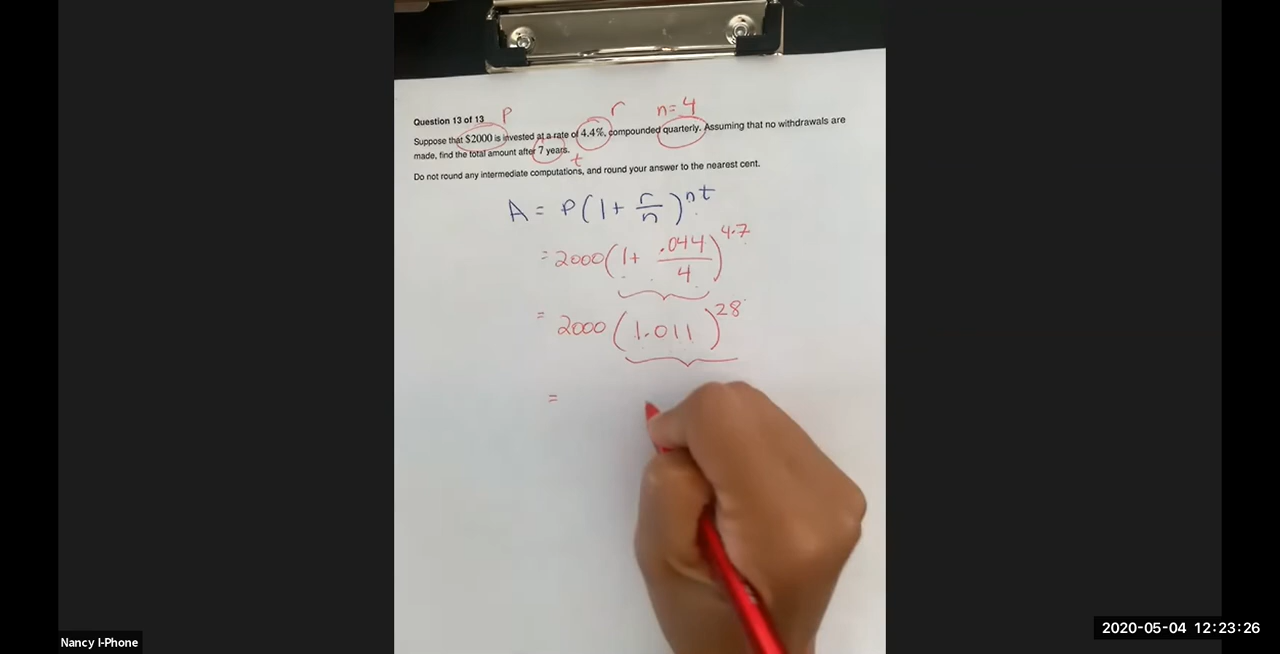 P r n=4
Question 13 of 13
Suppose that $2000 is invested at a rate of 4.4%, compounded quarterly. Assuming that no withdrawals are
made, find the total amount after 7 years.
t
Do not round any intermediate computations, and round your answer to the nearest cent.
A = P(1+ r/n)^nt
= 2000(1+ .044/4)^4·7
= 2000(1.011)^28
=
Nancy I-Phone
2020-05-04 12:23:26